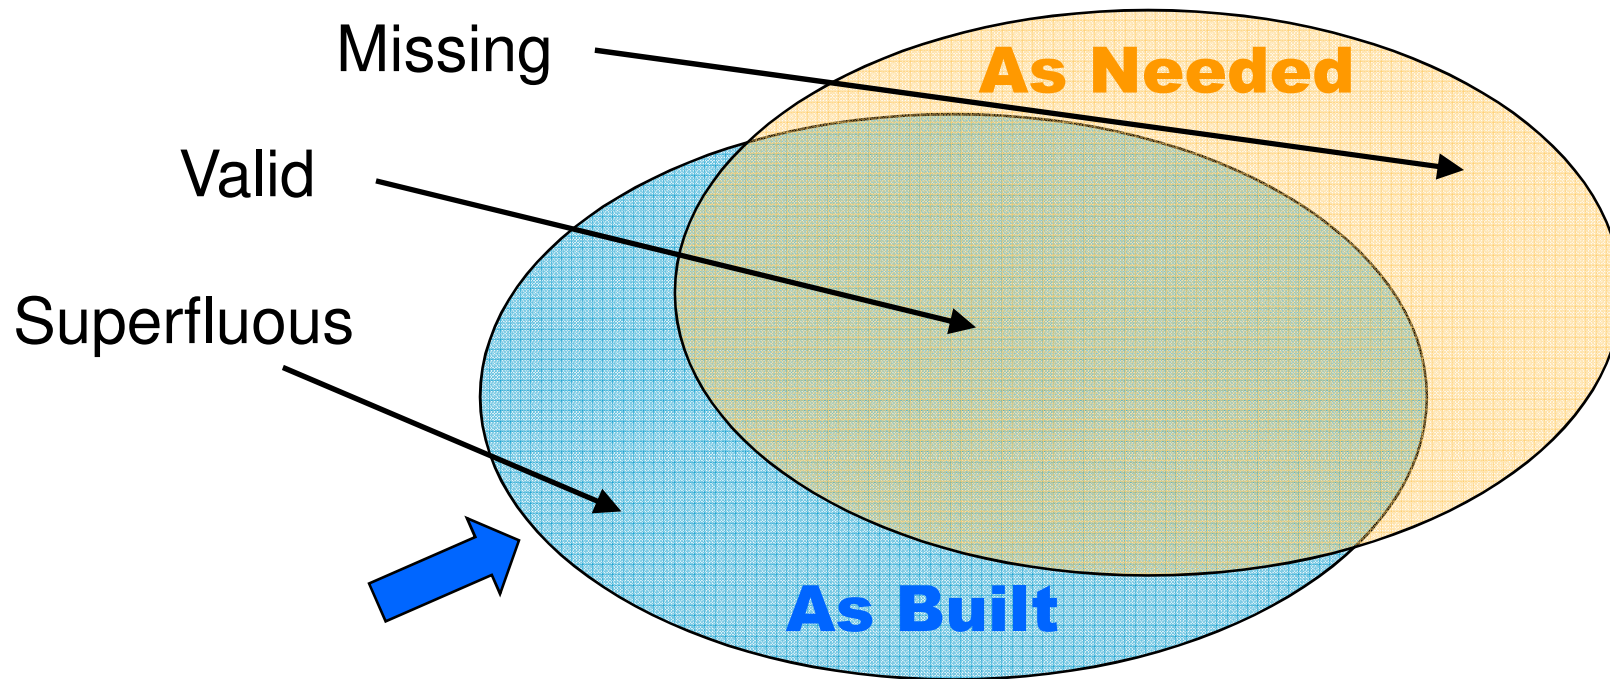 Missing
As Needed
Valid
Superfluous
As Built